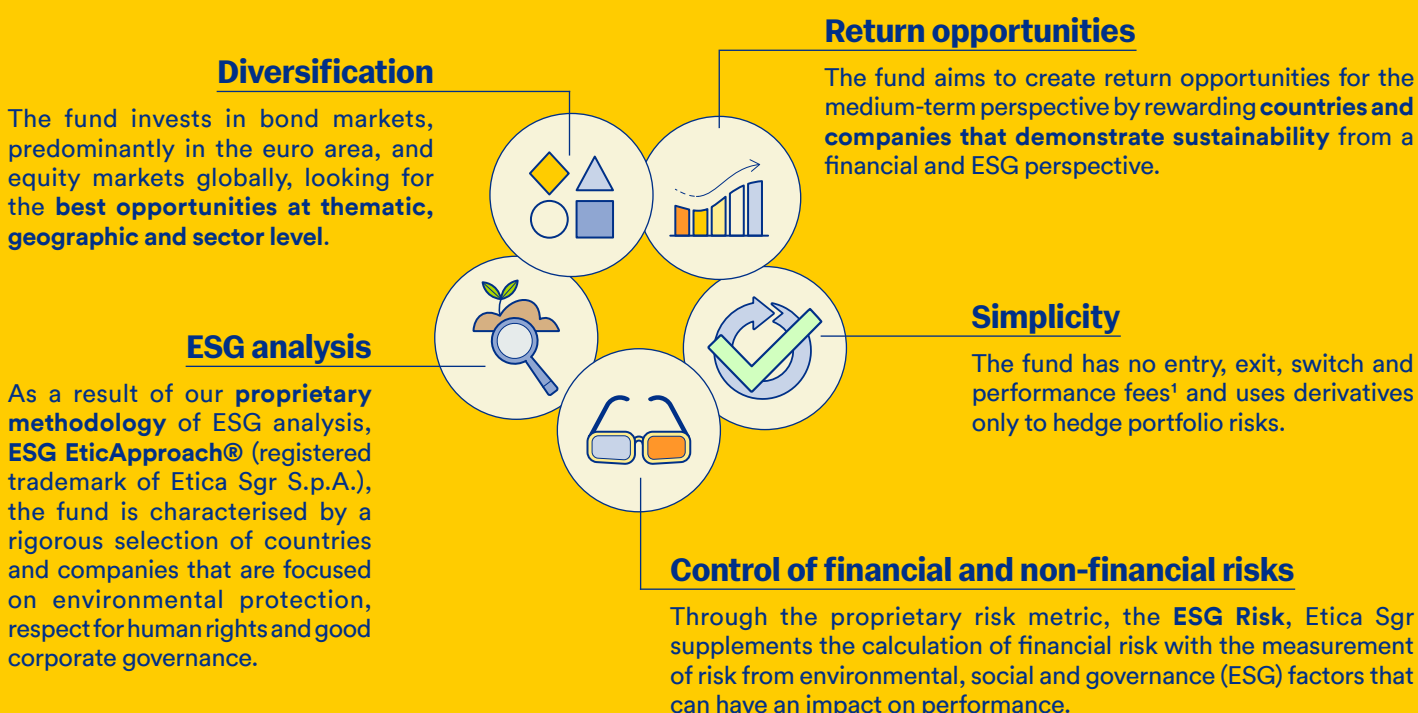 Diversification
The fund invests in bond markets,
predominantly in the euro area, and
equity markets globally, looking for
the best opportunities at thematic,
geographic and sector level.
Return opportunities
The fund aims to create return opportunities for the
medium-term perspective by rewarding countries and
companies that demonstrate sustainability from a
financial and ESG perspective.
ESG analysis
As a result of our proprietary
methodology of ESG analysis,
ESG EticApproach® (registered
trademark of Etica Sgr S.p.A.),
the fund is characterised by a
rigorous selection of countries
and companies that are focused
on environmental protection,
respect for human rights and good
corporate governance.
Simplicity
The fund has no entry, exit, switch and
performance fees¹ and uses derivatives
only to hedge portfolio risks.
Control of financial and non-financial risks
Through the proprietary risk metric, the ESG Risk, Etica Sgr
supplements the calculation of financial risk with the measurement
of risk from environmental, social and governance (ESG) factors that
can have an impact on performance.